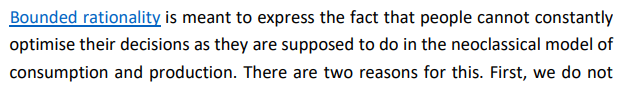 Bounded rationality is meant to express the fact that people cannot constantly
optimise their decisions as they are supposed to do in the neoclassical model of
consumption and production. There are two reasons for this. First, we do not